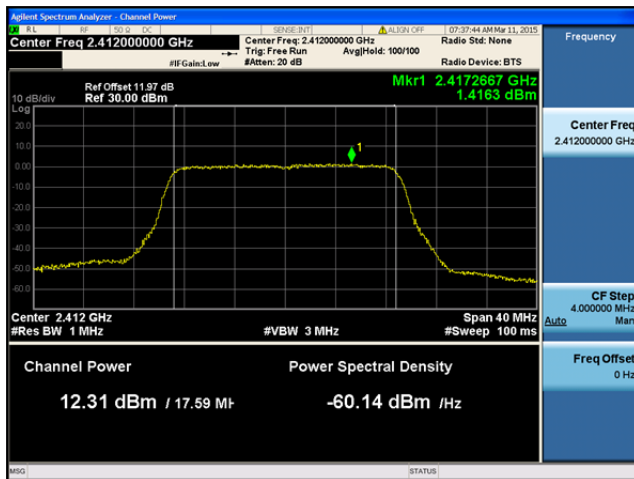 Agilent Spectrum Analyzer - Channel Power
RL RF 50 Ω DC SENSE:INT ALIGN OFF 07:37:44 AM Mar 11, 2015
Center Freq 2.412000000 GHz
Center Freq: 2.412000000 GHz
Radio Std: None
Trig: Free Run Avg|Hold: 100/100
#IFGain:Low #Atten: 20 dB Radio Device: BTS
Ref Offset 11.97 dB
10 dB/div Ref 30.00 dBm
Log
Mkr1 2.4172667 GHz
1.4163 dBm
20.0
10.0
0.00
-10.0
-20.0
-30.0
-40.0
-50.0
-60.0
1
Center 2.412 GHz Span 40 MHz
#Res BW 1 MHz #VBW 3 MHz #Sweep 100 ms
Channel Power Power Spectral Density
12.31 dBm / 17.59 MH -60.14 dBm /Hz
MSG STATUS
Frequency
Center Freq
2.412000000 GHz
CF Step
4.000000 MHz
Auto Man
Freq Offset
0 Hz